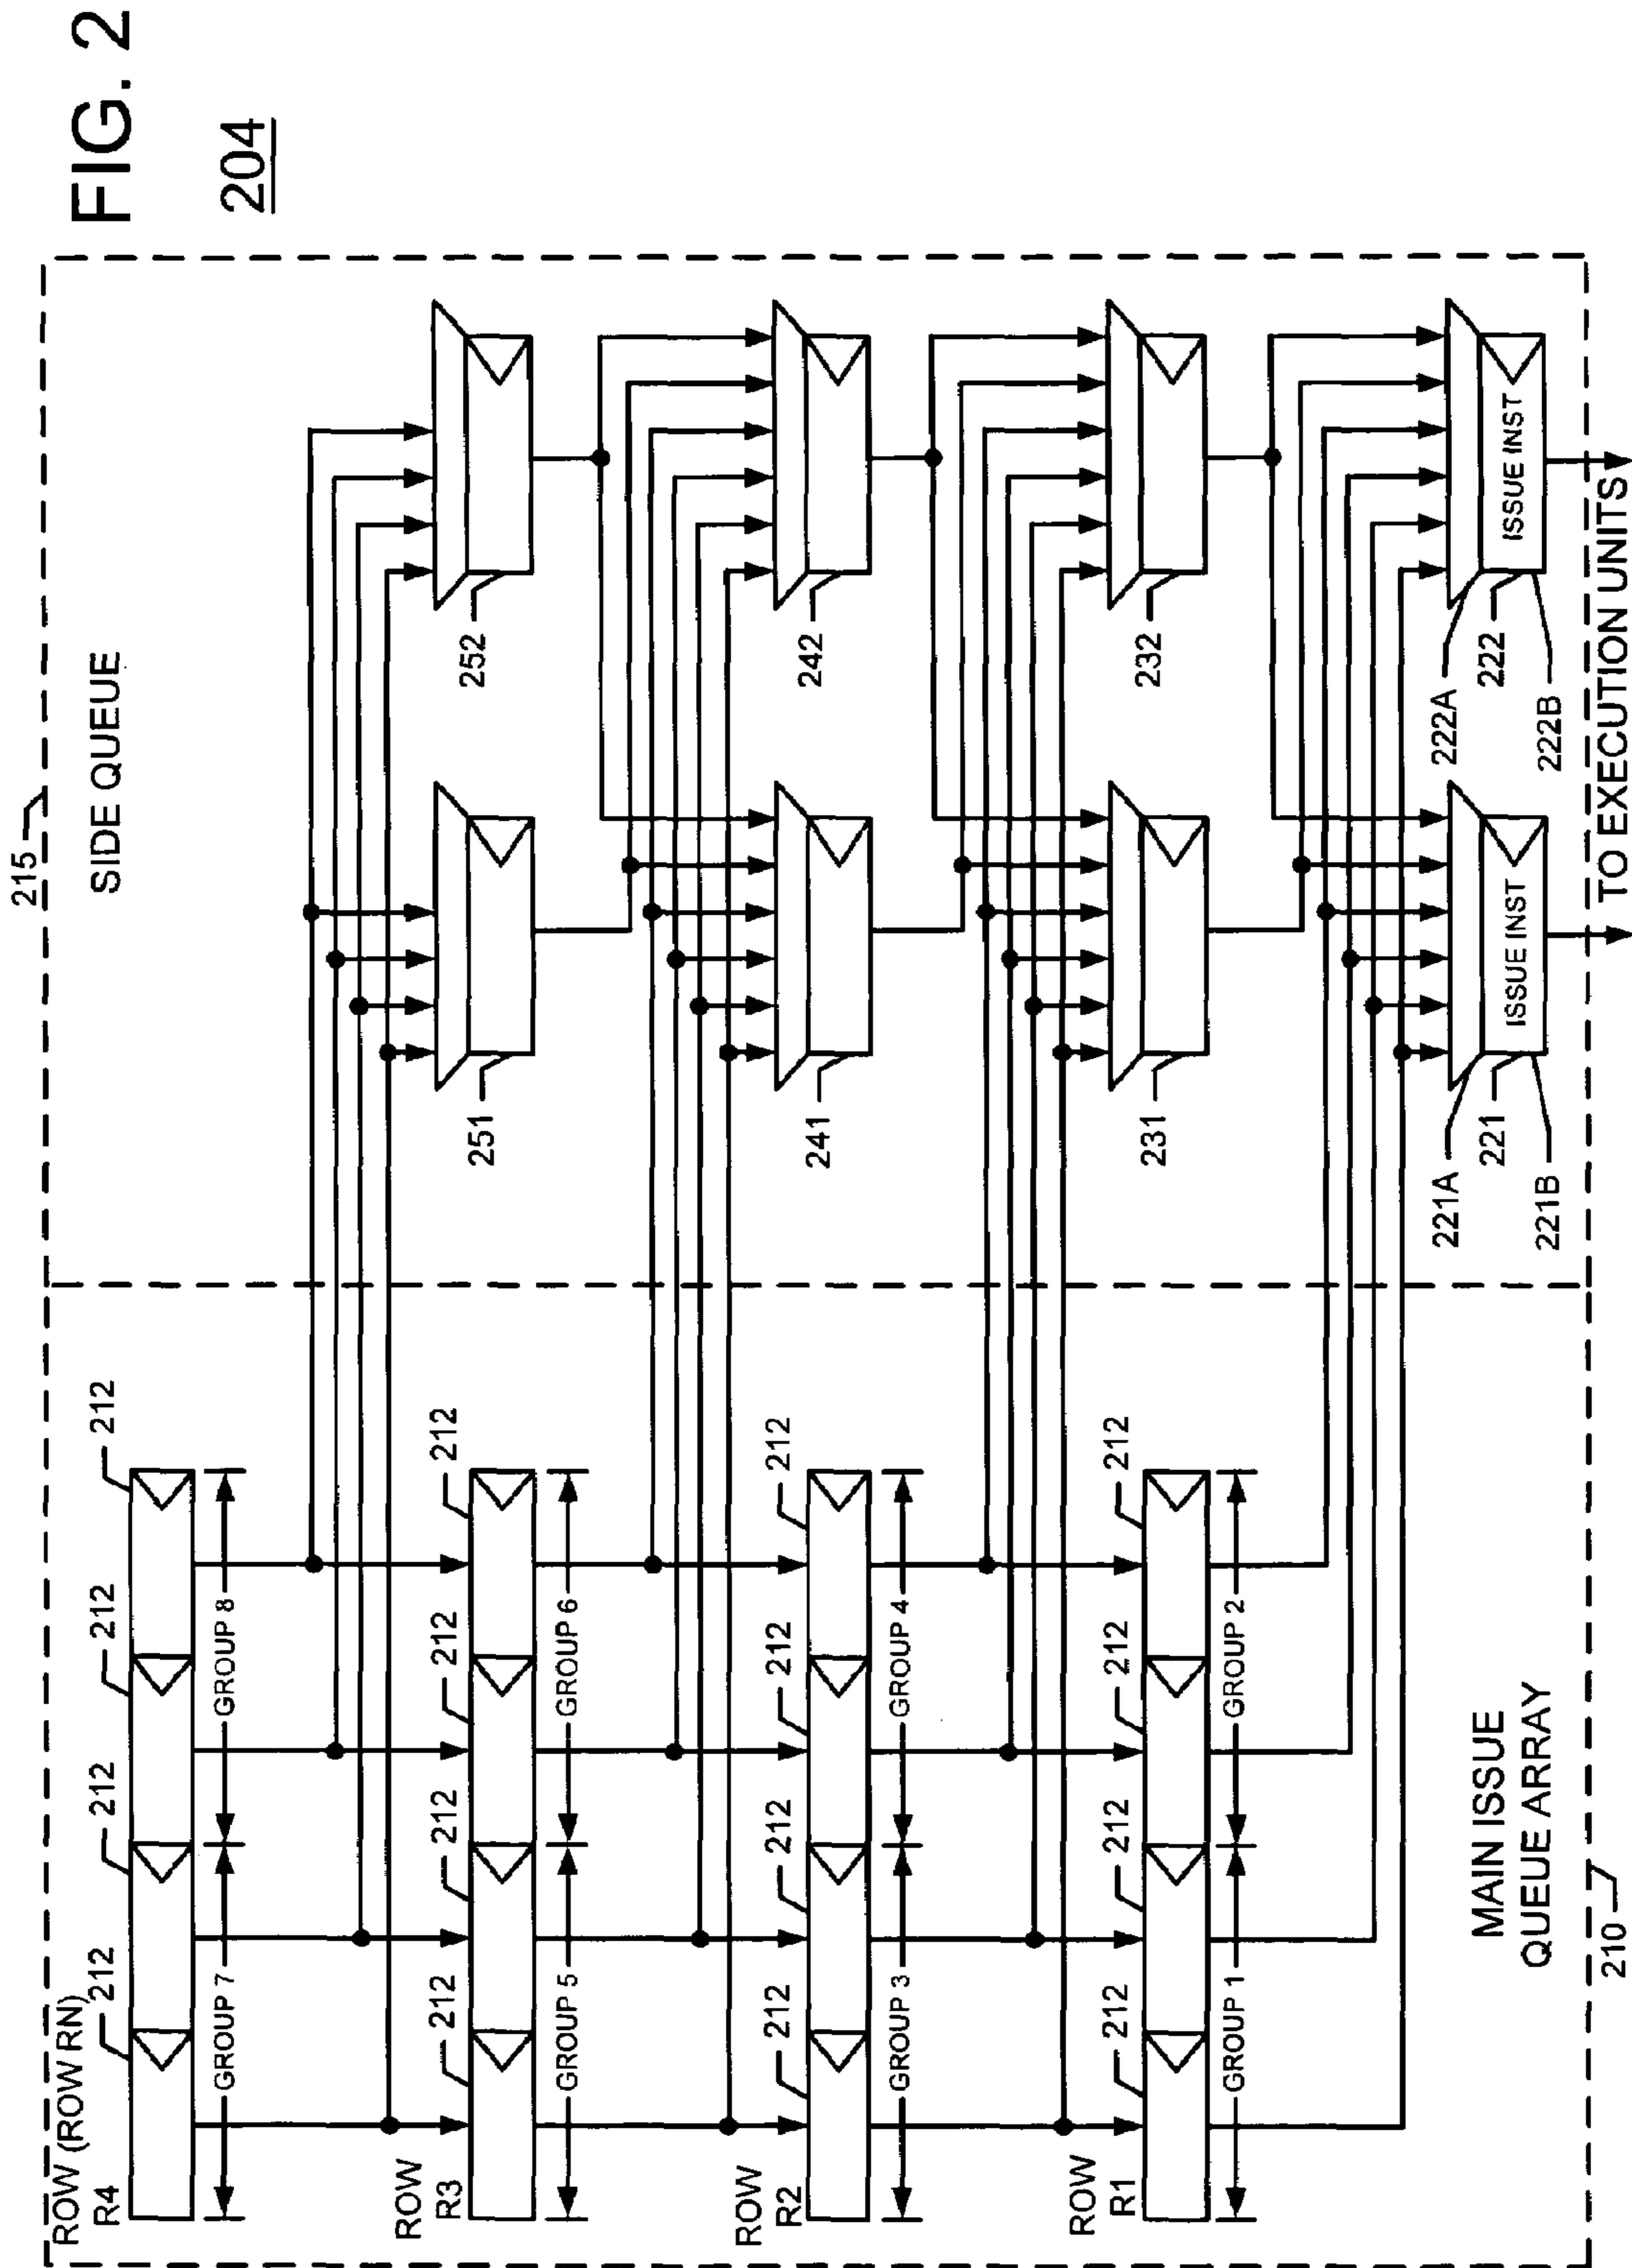 FIG. 2
204
215
SIDE QUEUE
ROW (ROW RN)
R4
212
212
212
212
GROUP 7
GROUP 8
252
251
ROW
R3
212
212
212
212
GROUP 5
GROUP 6
242
241
ROW
R2
212
212
212
212
GROUP 3
GROUP 4
232
231
ROW
R1
212
212
212
212
GROUP 1
GROUP 2
221A
221
221B
ISSUE INST
222A
222
222B
ISSUE INST
MAIN ISSUE
QUEUE ARRAY
210
TO EXECUTION UNITS